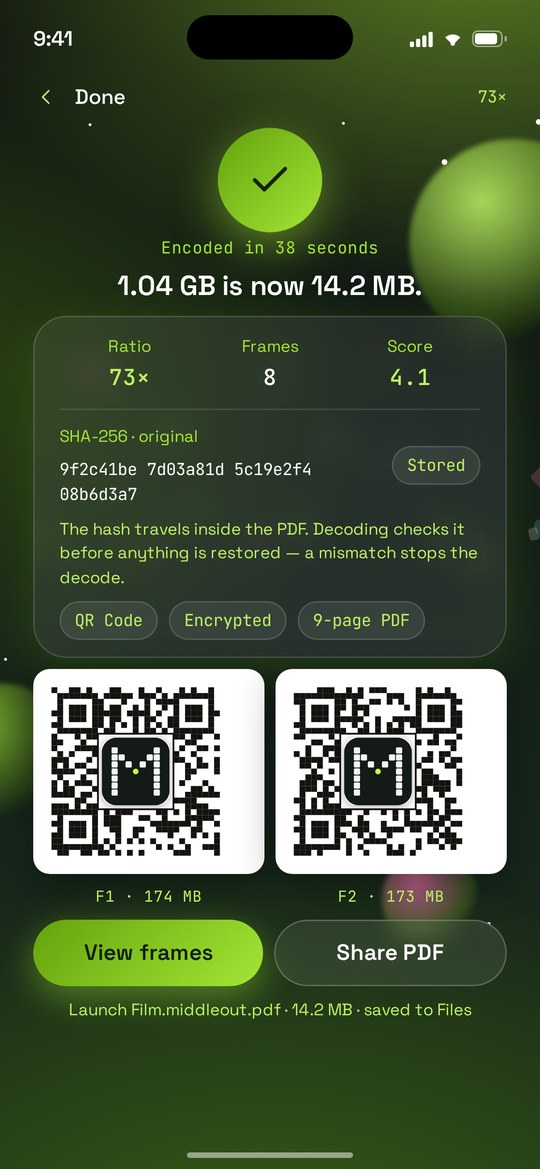 9:41
Done
73×
Encoded in 38 seconds
1.04 GB is now 14.2 MB.
Ratio
Frames
Score
73×
8
4.1
SHA-256 · original
9f2c41be 7d03a81d 5c19e2f4
08b6d3a7
Stored
The hash travels inside the PDF. Decoding checks it
before anything is restored — a mismatch stops the
decode.
QR Code
Encrypted
9-page PDF
M
M
F1 · 174 MB
F2 · 173 MB
View frames
Share PDF
Launch Film.middleout.pdf · 14.2 MB · saved to Files